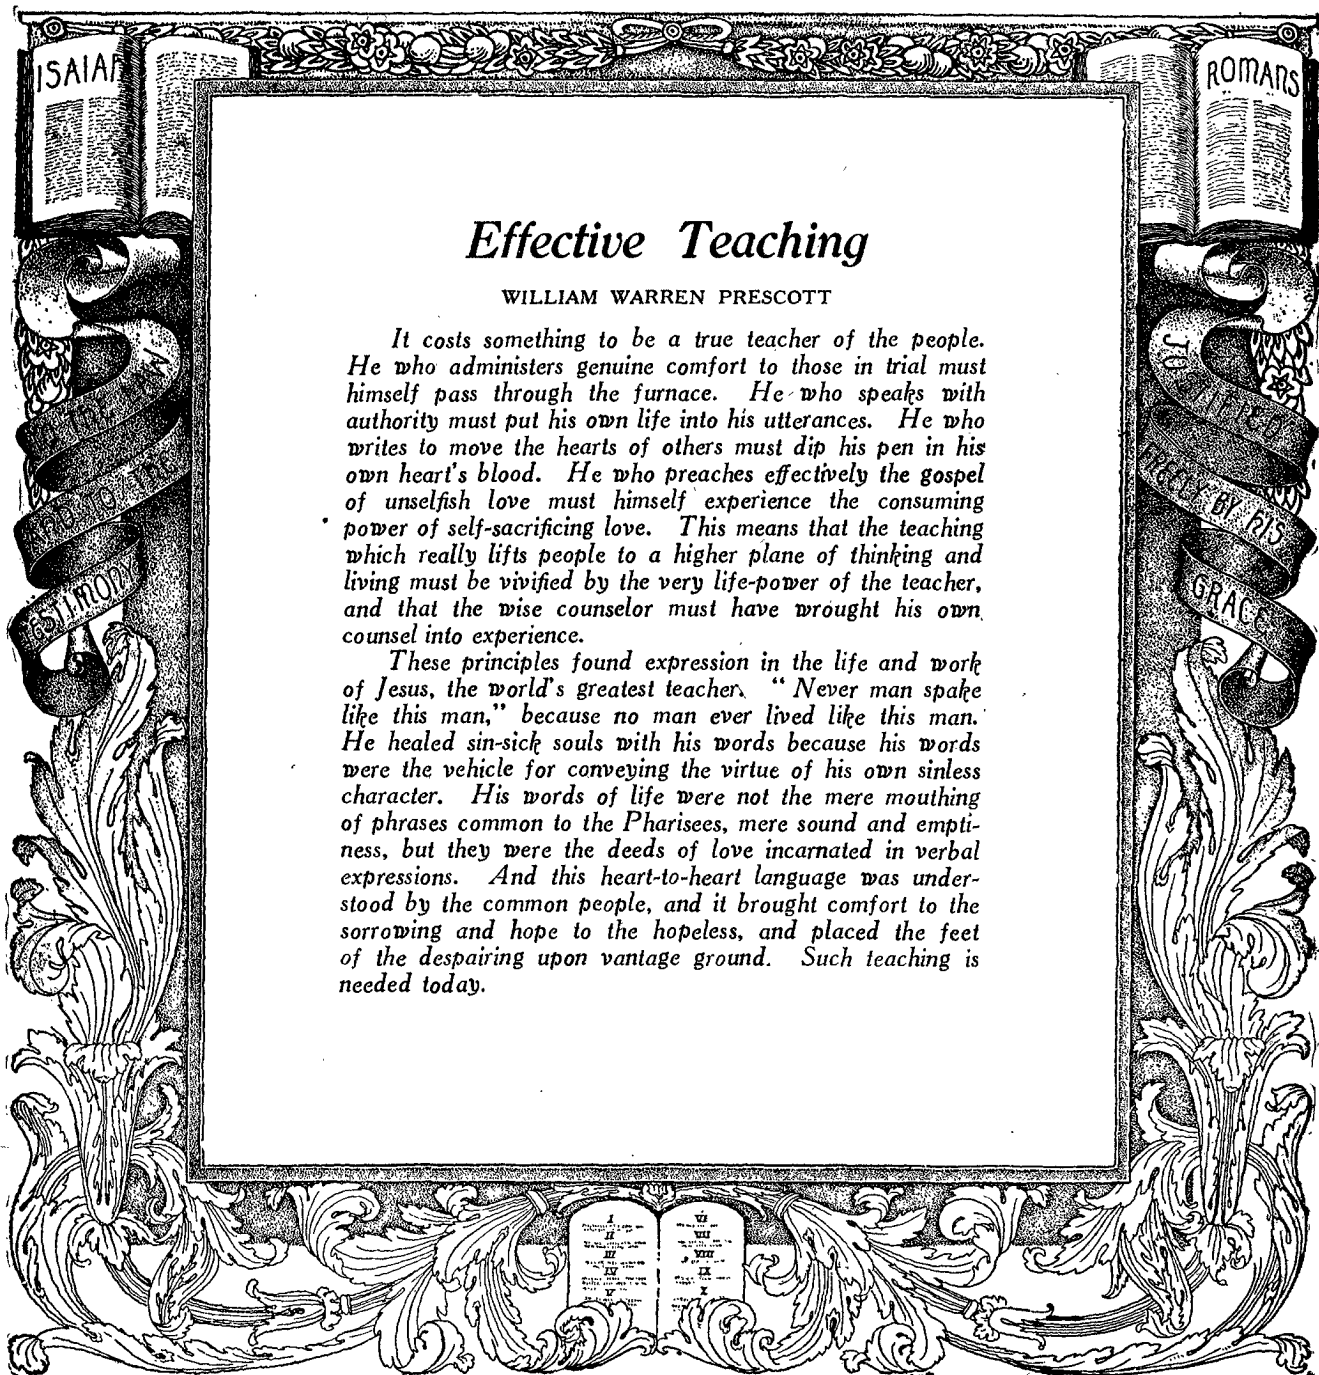 ISAIAH
ROMANS
Effective Teaching
WILLIAM WARREN PRESCOTT
It costs something to be a true teacher of the people.
He who administers genuine comfort to those in trial must
himself pass through the furnace. He who speaks with
authority must put his own life into his utterances. He who
writes to move the hearts of others must dip his pen in his
own heart's blood. He who preaches effectively the gospel
of unselfish love must himself experience the consuming
power of self-sacrificing love. This means that the teaching
which really lifts people to a higher plane of thinking and
living must be vivified by the very life-power of the teacher,
and that the wise counselor must have wrought his own
counsel into experience.
These principles found expression in the life and work
of Jesus, the world's greatest teacher. “Never man spake
like this man,” because no man ever lived like this man.
He healed sin-sick souls with his words because his words
were the vehicle for conveying the virtue of his own sinless
character. His words of life were not the mere mouthing
of phrases common to the Pharisees, mere sound and empti-
ness, but they were the deeds of love incarnated in verbal
expressions. And this heart-to-heart language was under-
stood by the common people, and it brought comfort to the
sorrowing and hope to the hopeless, and placed the feet
of the despairing upon vantage ground. Such teaching is
needed today.
THE LAW
AND TO THE
TESTIMONY
JUSTIFIED
FREELY BY HIS
GRACE
I
II
III
IV
V
VI
VII
VIII
IX
X